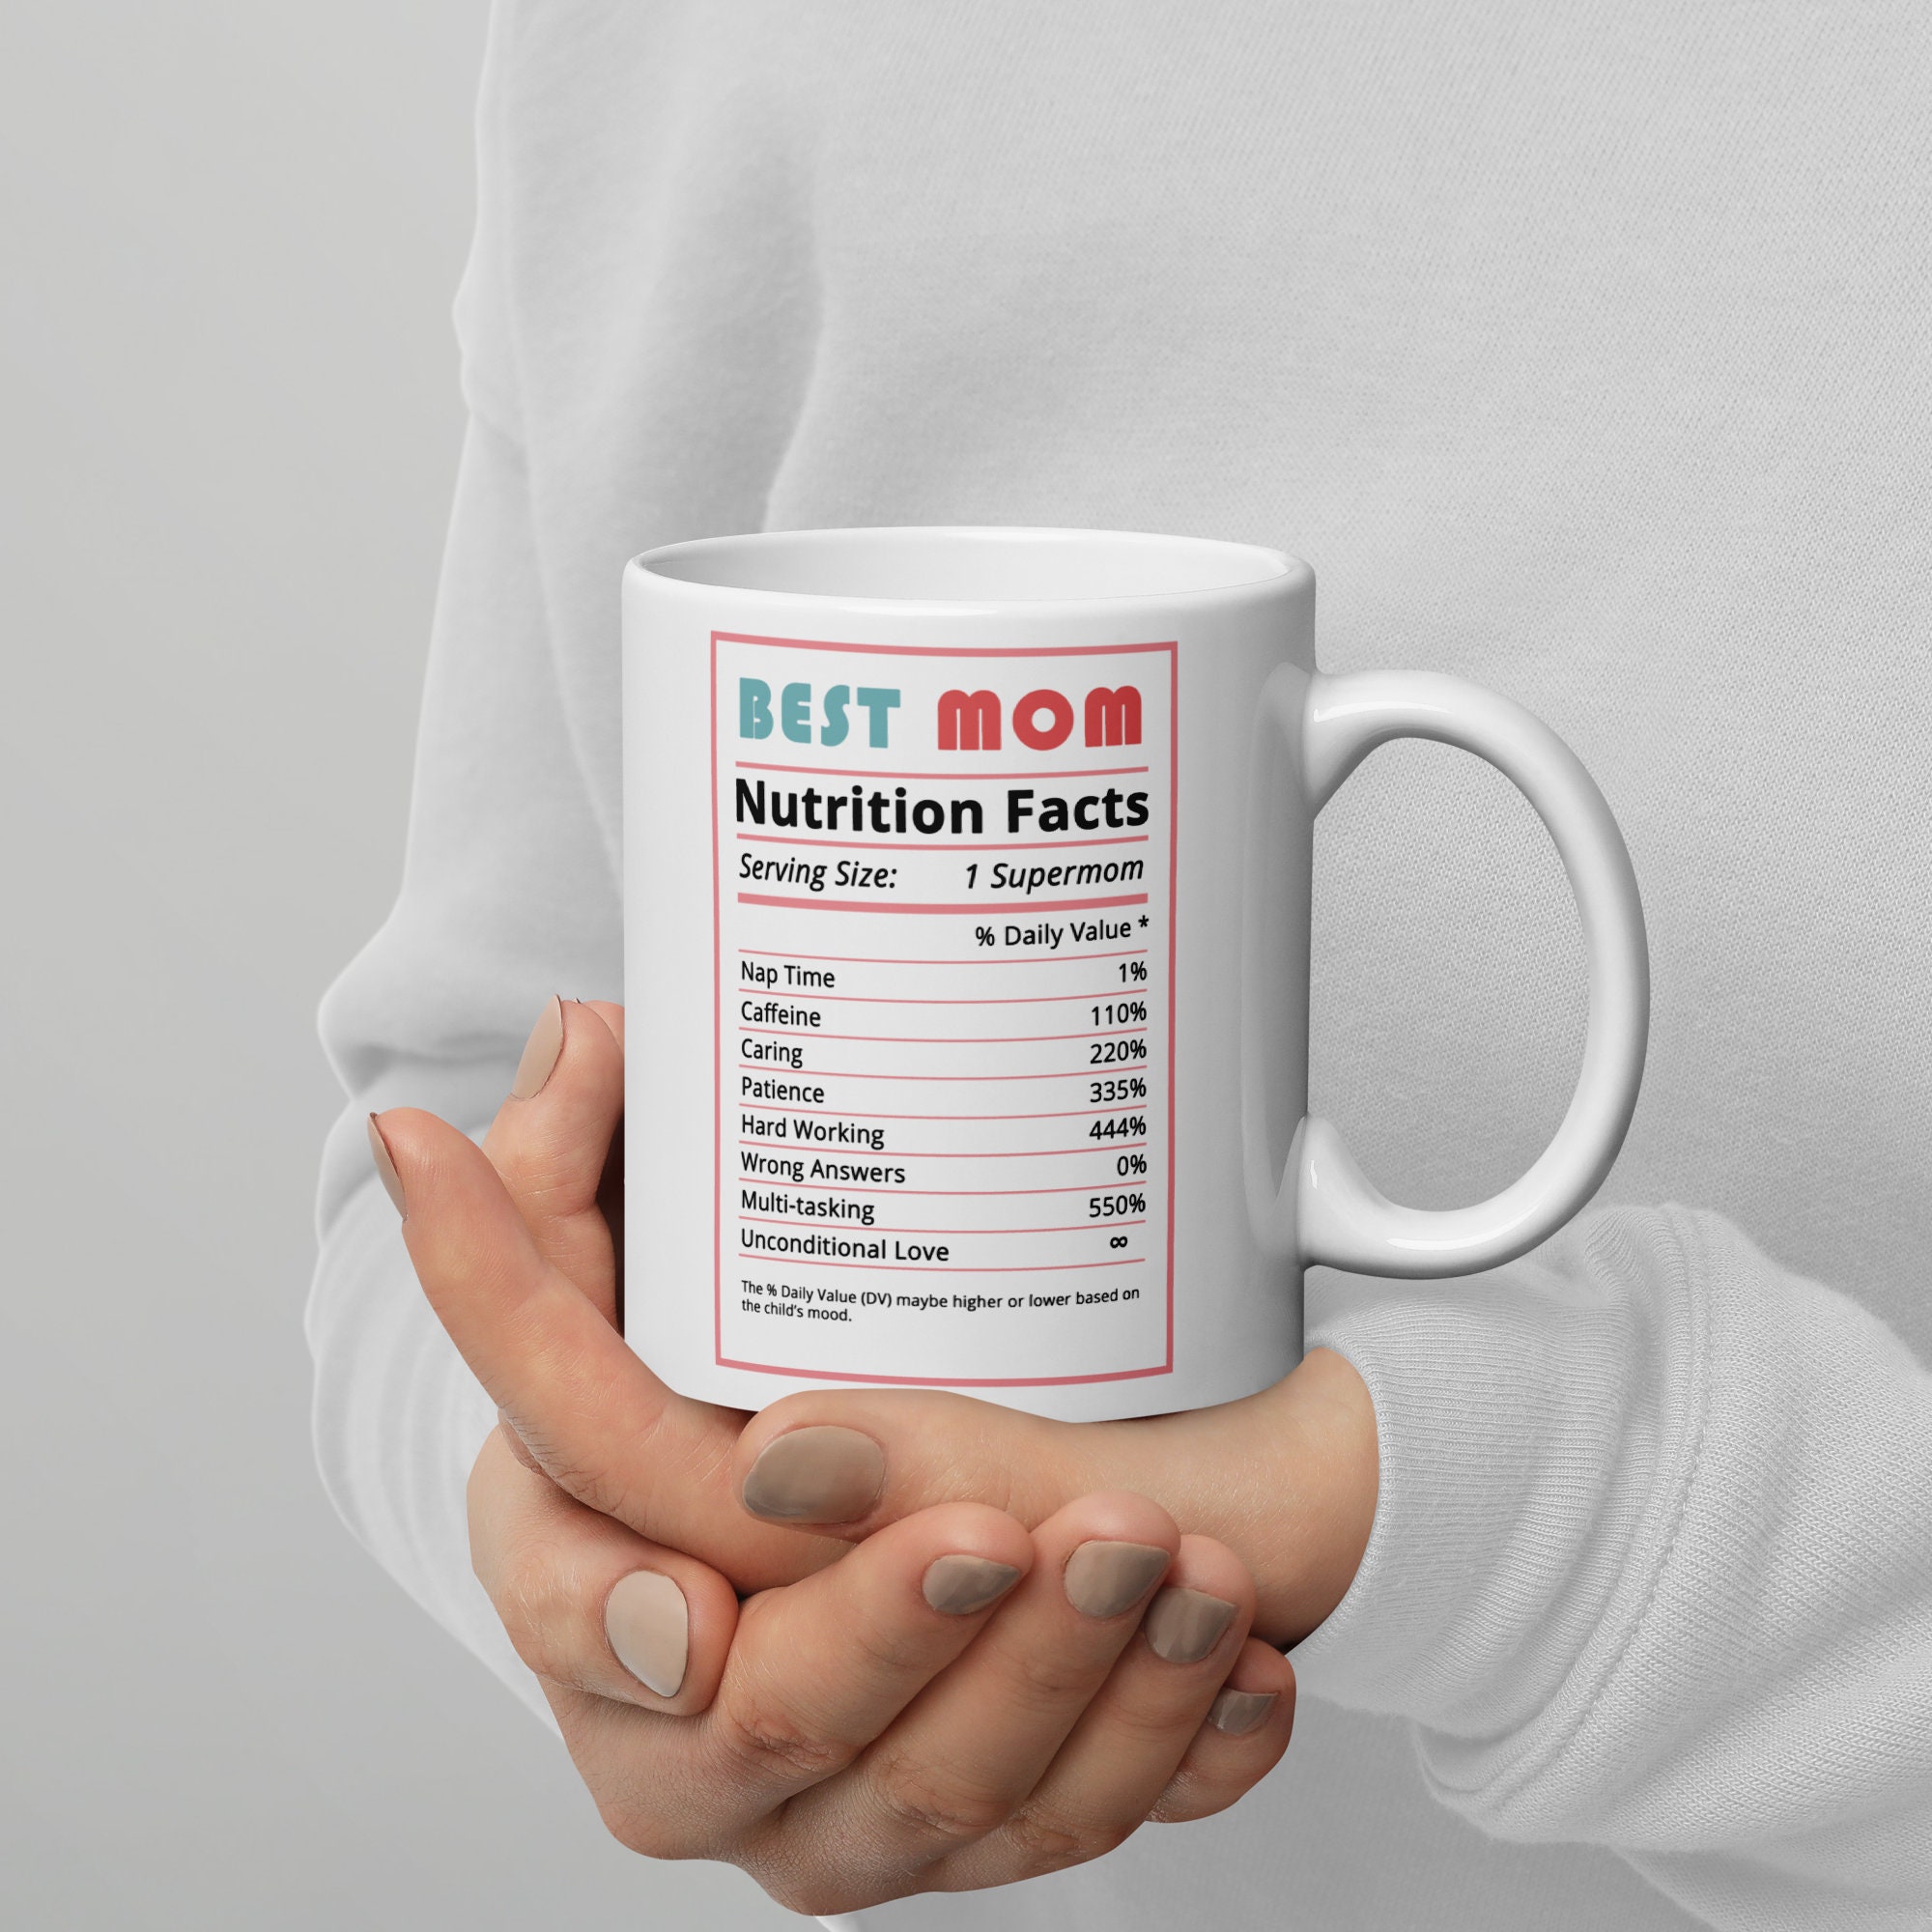 BEST MOM
Nutrition Facts
Serving Size: 1 Supermom
% Daily Value *
Nap Time 1%
Caffeine 110%
Caring 220%
Patience 335%
Hard Working 444%
Wrong Answers 0%
Multi-tasking 550%
Unconditional Love ∞
The % Daily Value (DV) maybe higher or lower based on
the child's mood.